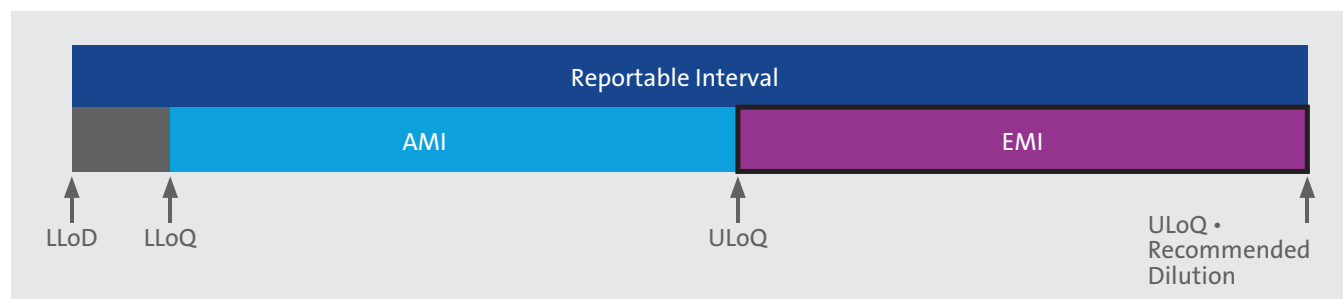 Reportable Interval
AMI
EMI
LLoD
LLoQ
ULoQ
ULoQ •
Recommended
Dilution